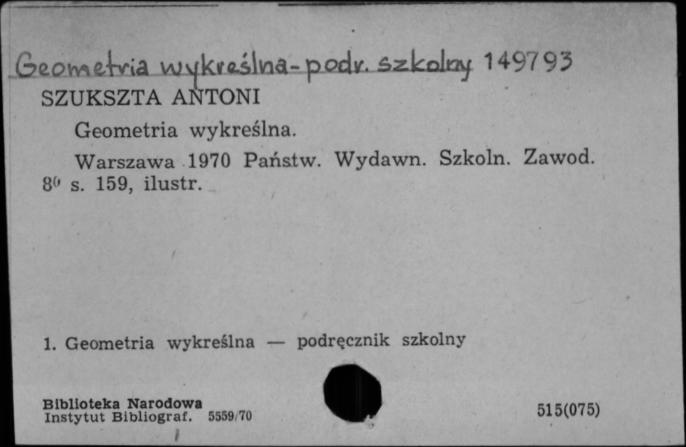 Geometria wykreślna - podr. szkolny 149793
SZUKSZTA ANTONI
Geometria wykreślna.
Warszawa 1970 Państw. Wydawn. Szkoln. Zawod.
8⁰ s. 159, ilustr.
1. Geometria wykreślna — podręcznik szkolny
Biblioteka Narodowa
Instytut Bibliograf. 5559/70
515(075)